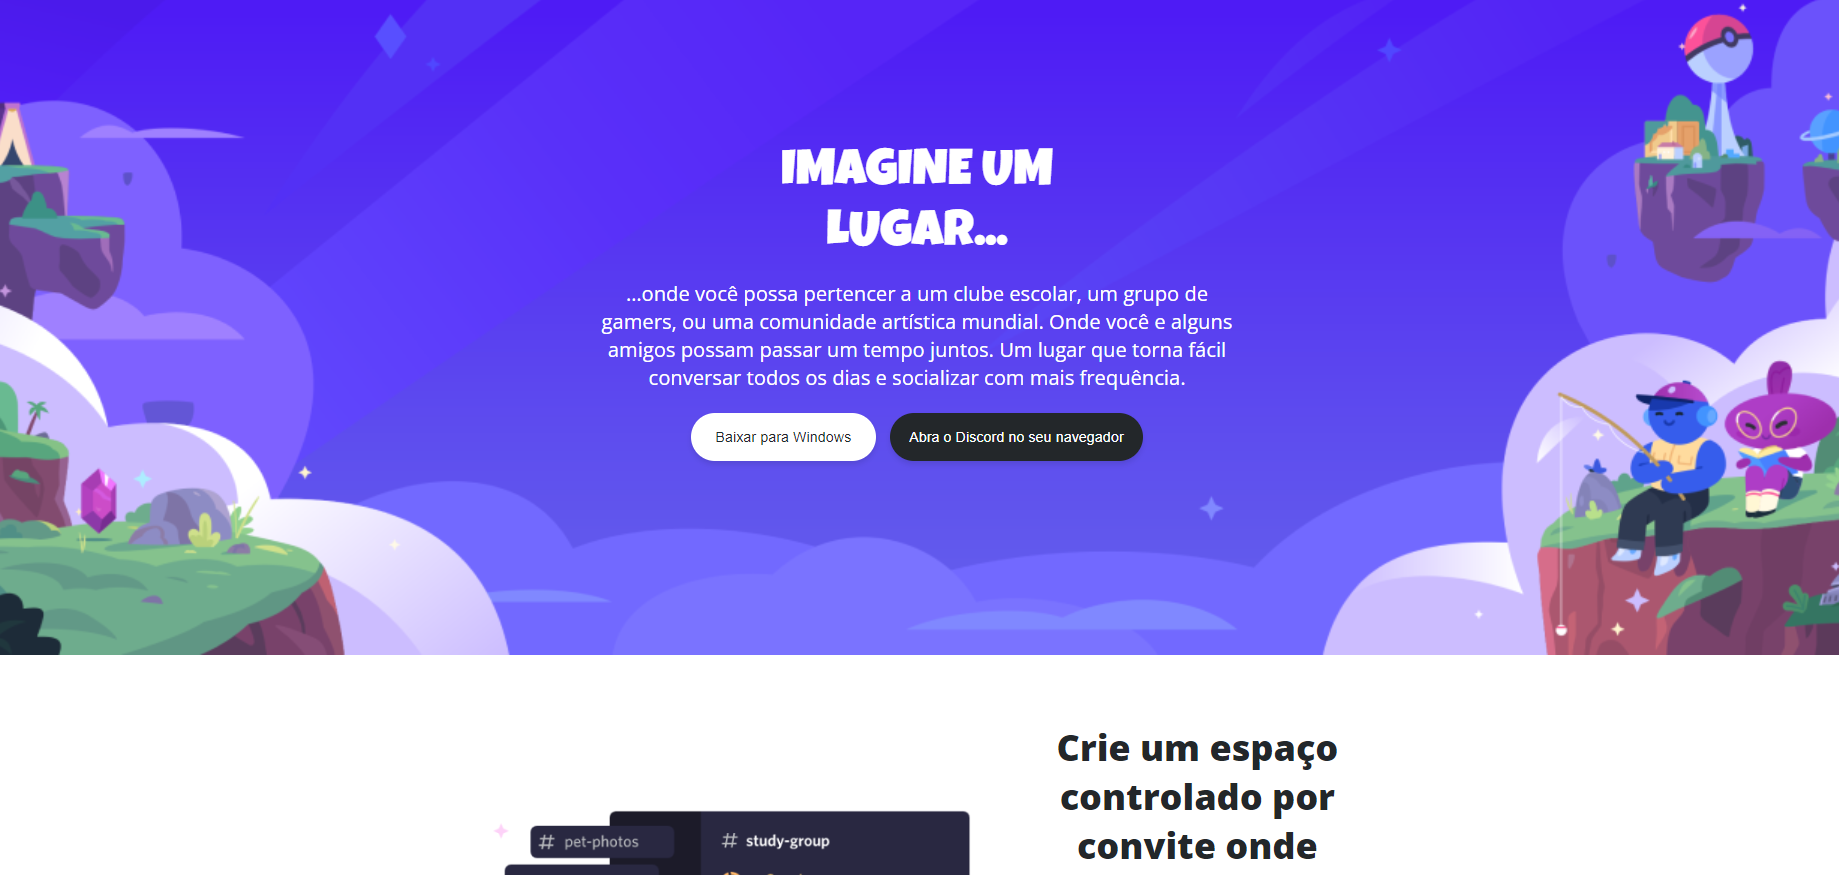 IMAGINE UM
LUGAR...
...onde você possa pertencer a um clube escolar, um grupo de
gamers, ou uma comunidade artística mundial. Onde você e alguns
amigos possam passar um tempo juntos. Um lugar que torna fácil
conversar todos os dias e socializar com mais frequência.
Baixar para Windows
Abra o Discord no seu navegador
Crie um espaço
controlado por
convite onde
# pet-photos
# study-group